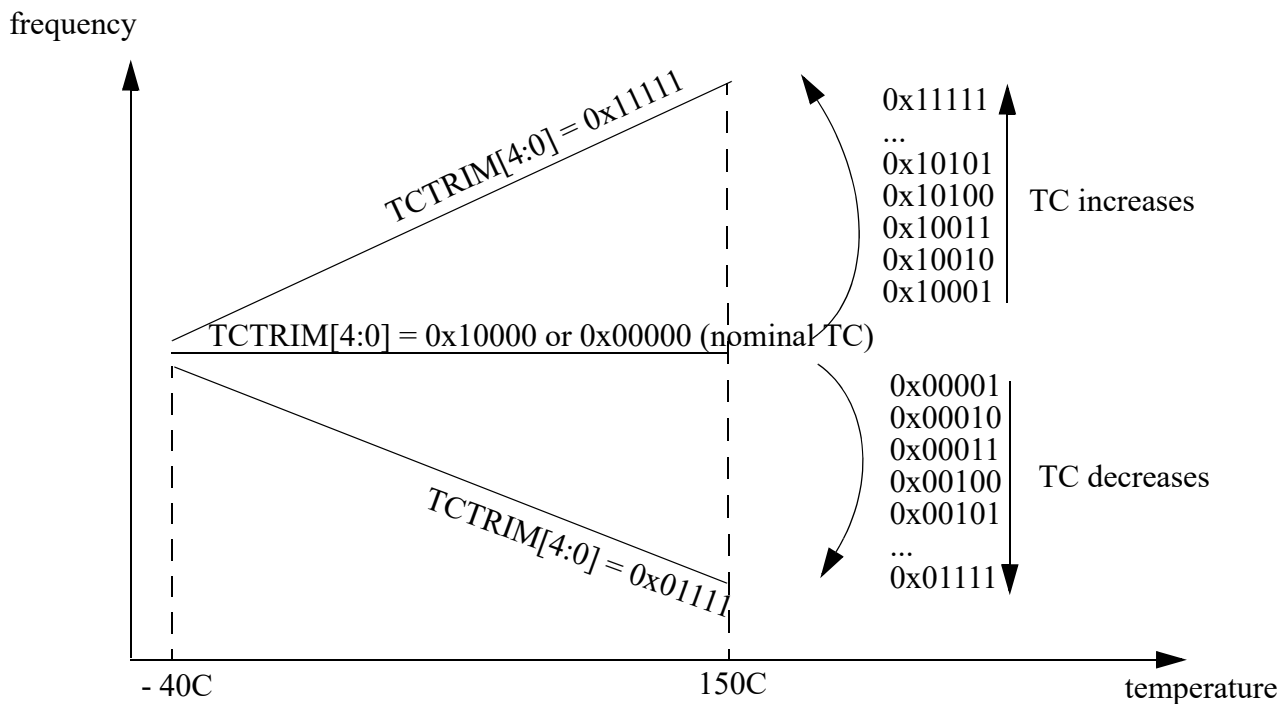 frequency
TCTRIM[4:0] = 0x11111
0x11111
...
0x10101
0x10100
0x10011
0x10010
0x10001
TC increases
TCTRIM[4:0] = 0x10000 or 0x00000 (nominal TC)
0x00001
0x00010
0x00011
0x00100
0x00101
...
0x01111
TC decreases
TCTRIM[4:0] = 0x01111
- 40C
150C
temperature